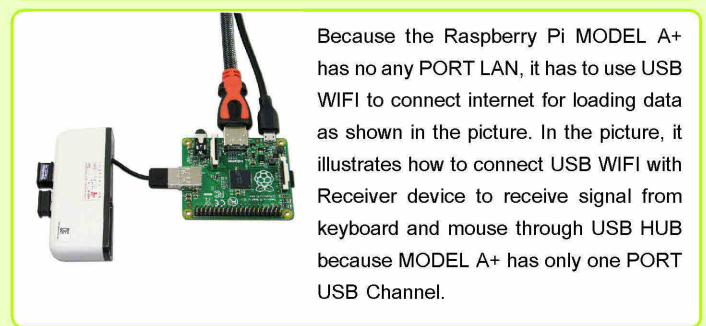 Because the Raspberry Pi MODEL A+
has no any PORT LAN, it has to use USB
WIFI to connect internet for loading data
as shown in the picture. In the picture, it
illustrates how to connect USB WIFI with
Receiver device to receive signal from
keyboard and mouse through USB HUB
because MODEL A+ has only one PORT
USB Channel.